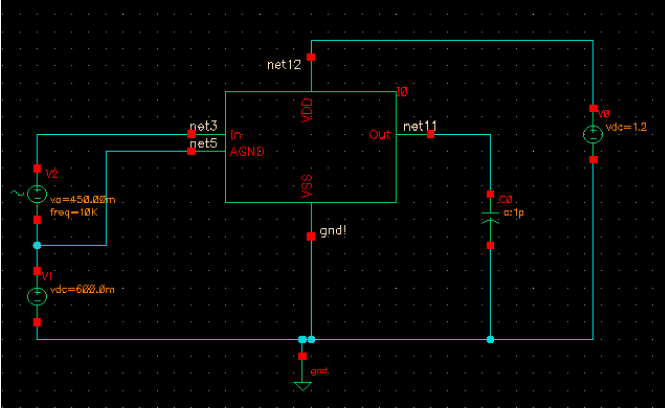 net12
I0
VDD
V0
vdc=1.2
net3
In
Out
net11
net5
AGND
V2
va=450.00m
freq=10K
VSS
C0
c:1p
gnd!
V1
vdc=600.0m
gnd.